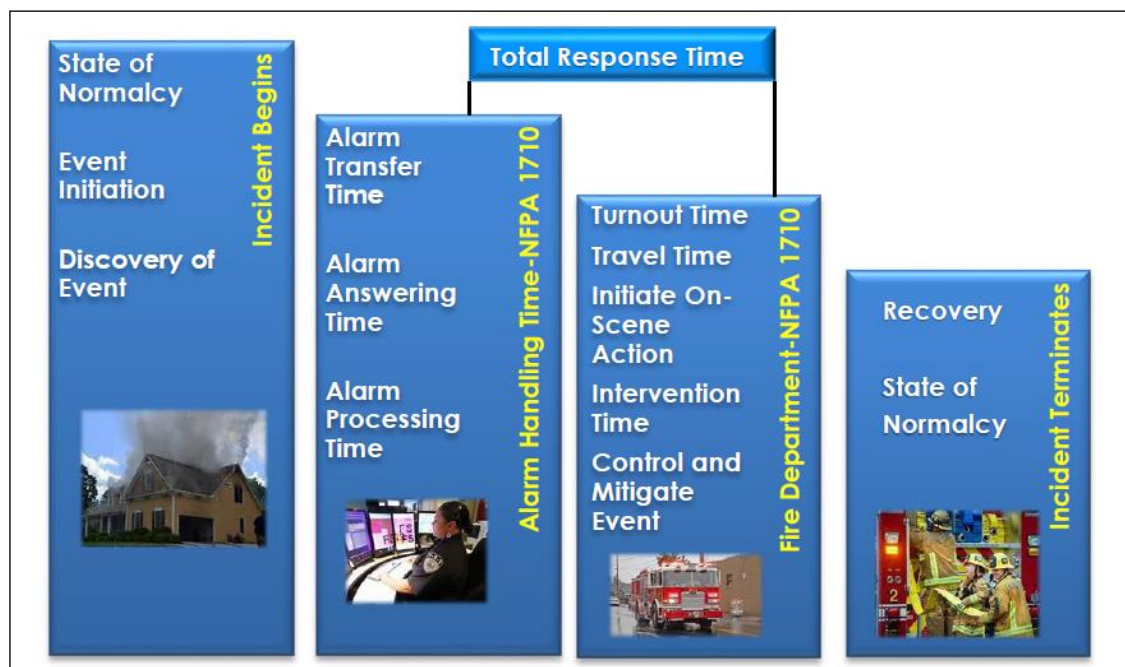 Total Response Time
State of
Normalcy
Event
Initiation
Discovery of
Event
Incident Begins
Alarm
Transfer
Time
Alarm
Answering
Time
Alarm
Processing
Time
Alarm Handling Time-NFPA 1710
Turnout Time
Travel Time
Initiate On-
Scene
Action
Intervention
Time
Control and
Mitigate
Event
Fire Department-NFPA 1710
Recovery
State of
Normalcy
Incident Terminates
2